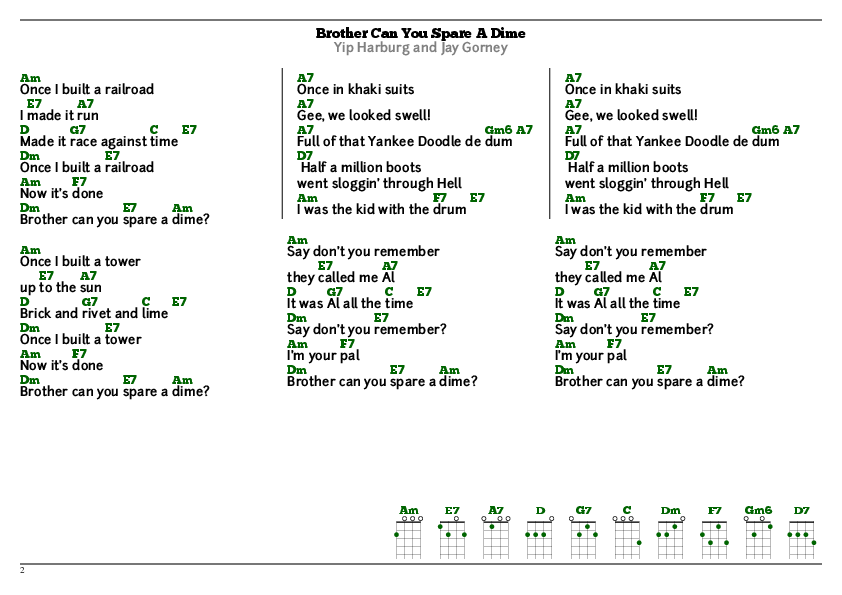 Brother Can You Spare A Dime
Yip Harburg and Jay Gorney
Am
Once I built a railroad
E7 A7
I made it run
D G7 C E7
Made it race against time
Dm E7
Once I built a railroad
Am F7
Now it's done
Dm E7 Am
Brother can you spare a dime?
Am
Once I built a tower
E7 A7
up to the sun
D G7 C E7
Brick and rivet and lime
Dm E7
Once I built a tower
Am F7
Now it's done
Dm E7 Am
Brother can you spare a dime?
A7
Once in khaki suits
A7
Gee, we looked swell!
A7 Gm6 A7
Full of that Yankee Doodle de dum
D7
Half a million boots
went sloggin' through Hell
Am F7 E7
I was the kid with the drum
Am
Say don't you remember
E7 A7
they called me Al
D G7 C E7
It was Al all the time
Dm E7
Say don't you remember?
Am F7
I'm your pal
Dm E7 Am
Brother can you spare a dime?
A7
Once in khaki suits
A7
Gee, we looked swell!
A7 Gm6 A7
Full of that Yankee Doodle de dum
D7
Half a million boots
went sloggin' through Hell
Am F7 E7
I was the kid with the drum
Am
Say don't you remember
E7 A7
they called me Al
D G7 C E7
It was Al all the time
Dm E7
Say don't you remember?
Am F7
I'm your pal
Dm E7 Am
Brother can you spare a dime?
Am E7 A7 D G7 C Dm F7 Gm6 D7
2